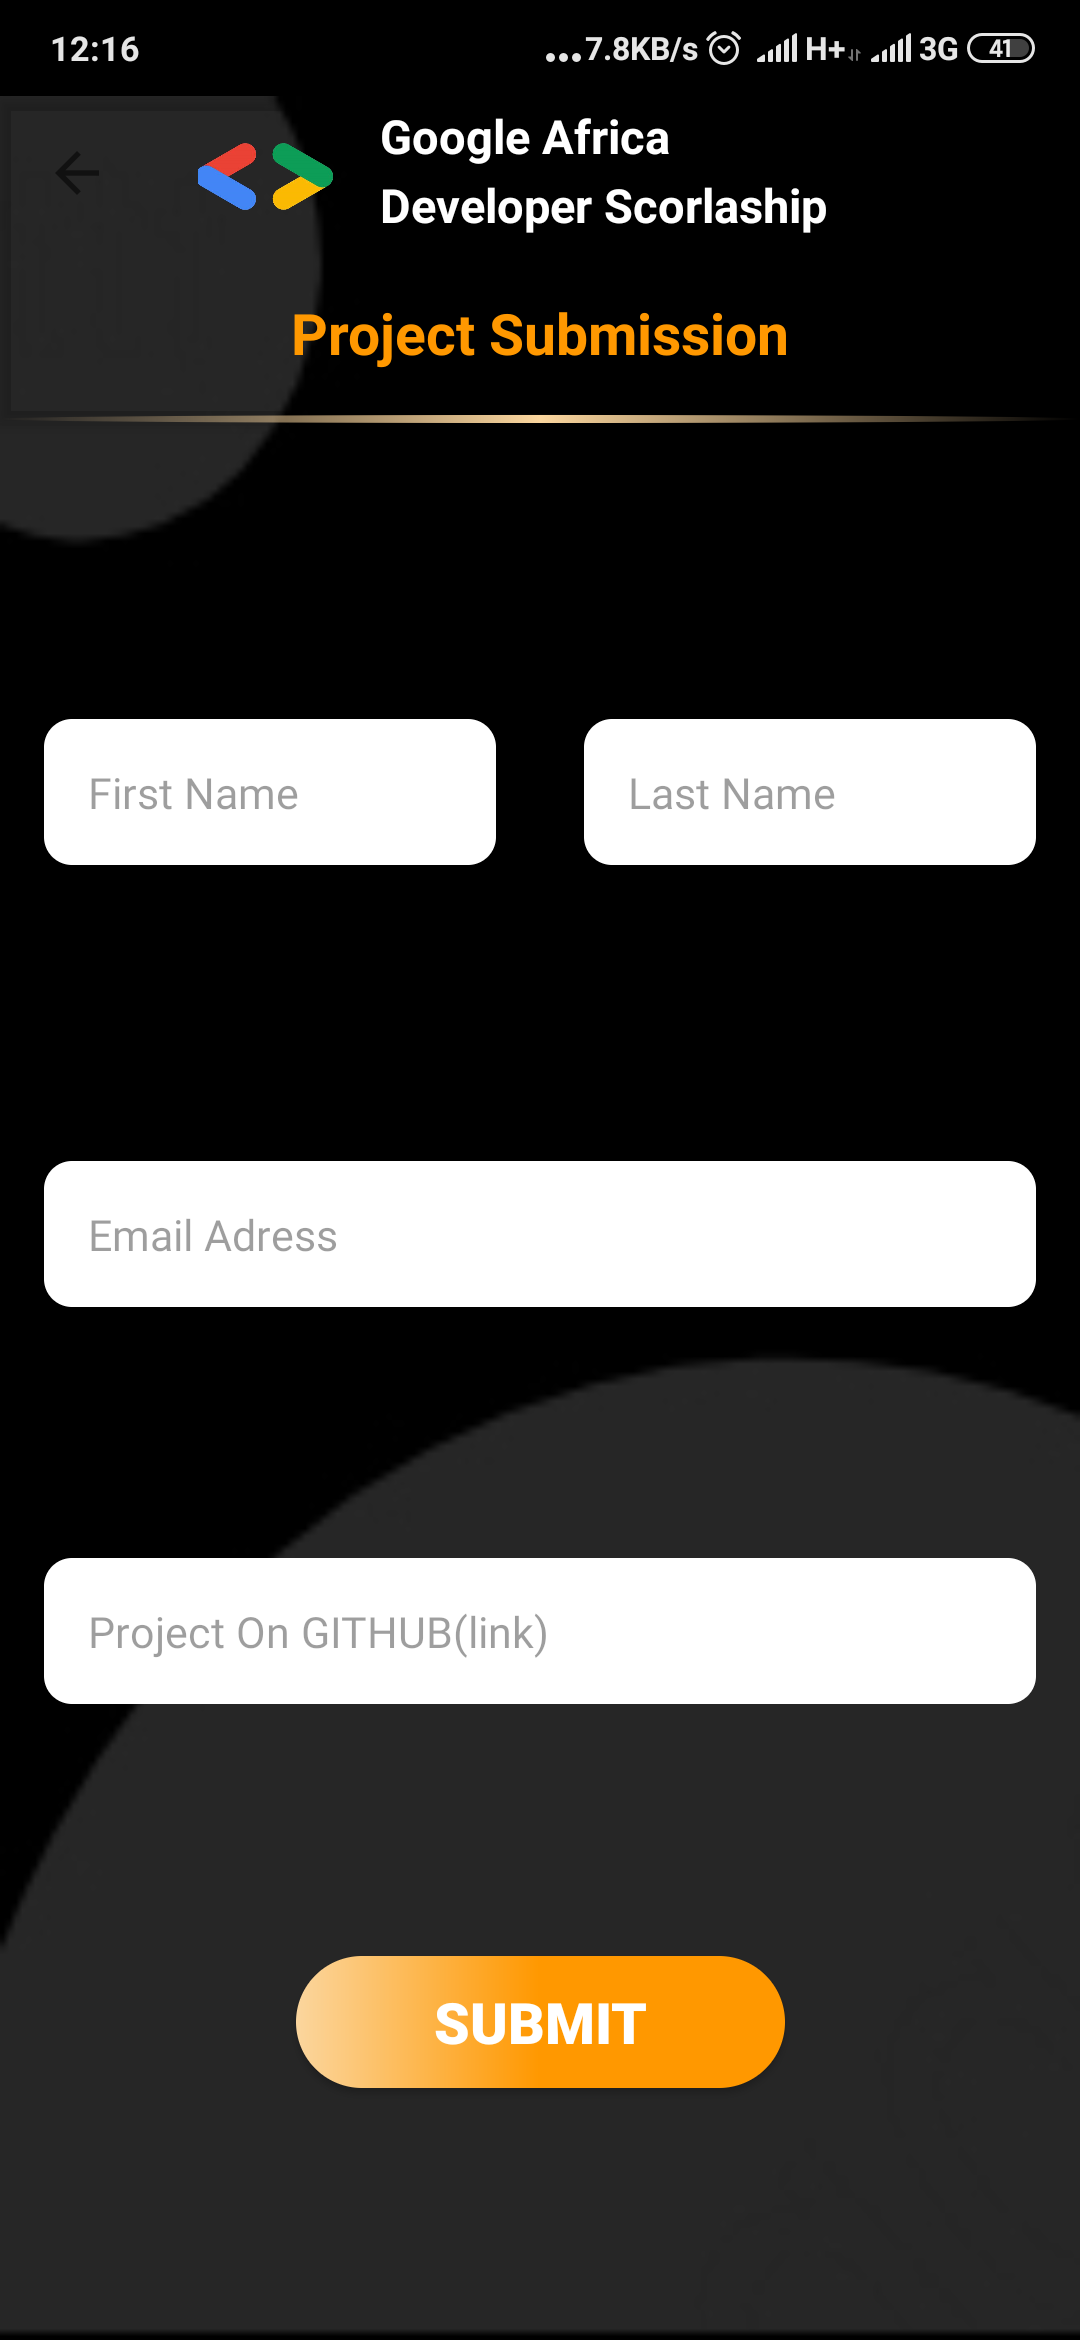 12:16
...7.8KB/s H+ 3G 41
Google Africa
Developer Scorlaship
Project Submission
First Name
Last Name
Email Adress
Project On GITHUB(link)
SUBMIT